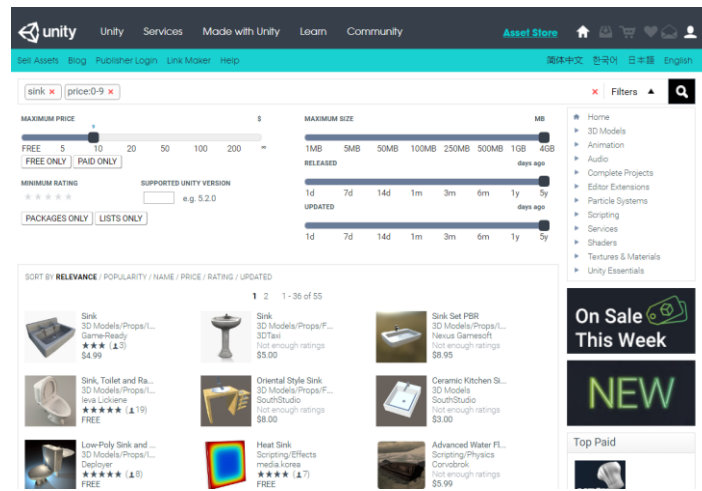 unity Unity Services Made with Unity Learn Community Asset Store
Sell Assets Blog Publisher Login Link Maker Help 简体中文 한국어 日本語 English
sink × price:0-9 × × Filters ▲
MAXIMUM PRICE $
FREE 5 10 20 50 100 200 ∞
FREE ONLY PAID ONLY
MINIMUM RATING SUPPORTED UNITY VERSION
e.g. 5.2.0
PACKAGES ONLY LISTS ONLY
MAXIMUM SIZE MB
1MB 5MB 50MB 100MB 250MB 500MB 1GB 4GB
RELEASED days ago
1d 7d 14d 1m 3m 6m 1y 5y
UPDATED days ago
1d 7d 14d 1m 3m 6m 1y 5y
Home
3D Models
Animation
Audio
Complete Projects
Editor Extensions
Particle Systems
Scripting
Services
Shaders
Textures & Materials
Unity Essentials
SORT BY RELEVANCE / POPULARITY / NAME / PRICE / RATING / UPDATED
1 2 1 - 36 of 55
Sink
3D Models/Props/I...
Game-Ready
★★★ (3)
$4.99
Sink
3D Models/Props/F...
3DTaxi
Not enough ratings
$5.00
Sink Set PBR
3D Models/Props/I...
Nexus Gamesoft
Not enough ratings
$8.95
Sink, Toilet and Ra...
3D Models/Props/I...
Ieva Lickiene
★★★★★ (19)
FREE
Oriental Style Sink
3D Models/Props/F...
SouthStudio
Not enough ratings
$8.00
Ceramic Kitchen Si...
3D Models
SouthStudio
Not enough ratings
$3.00
Low-Poly Sink and ...
3D Models/Props/I...
Deployer
★★★★★ (8)
FREE
Heat Sink
Scripting/Effects
media.korea
★★★★ (7)
FREE
Advanced Water Fl...
Scripting/Physics
Corvobrok
Not enough ratings
$5.99
On Sale
This Week
NEW
Top Paid